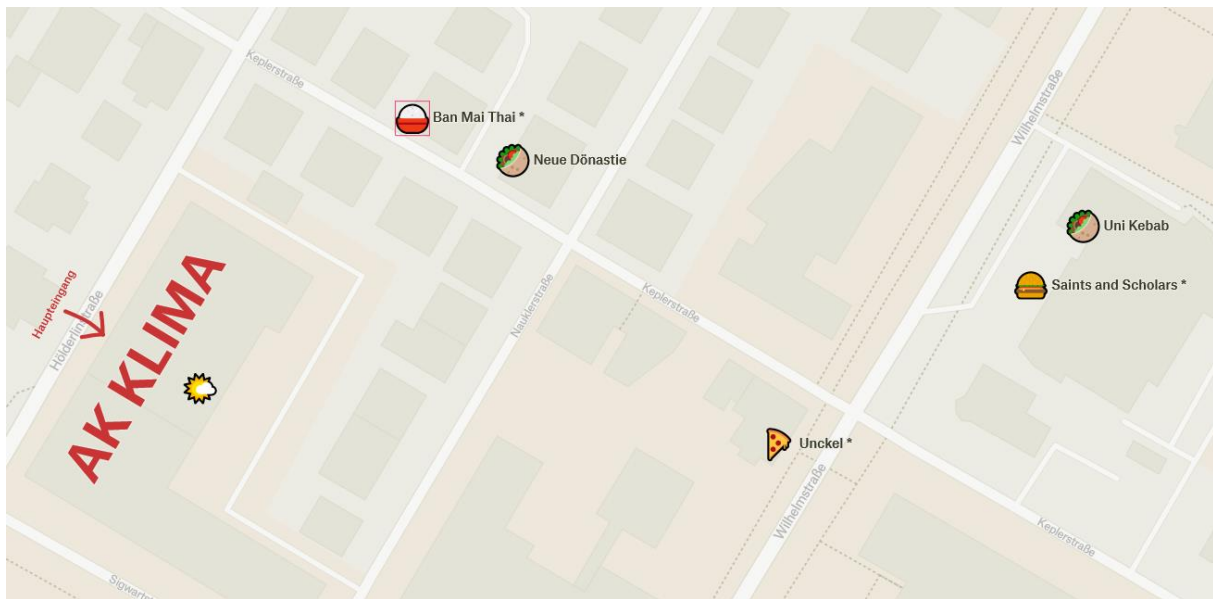 Keplerstraße
Ban Mai Thai *
Neue Dönastie
Wilhelmstraße
Uni Kebab
Saints and Scholars *
Haupteingang
Hölderlinstraße
AK KLIMA
Nauklerstraße
Keplerstraße
Unckel *
Wilhelmstraße
Keplerstraße